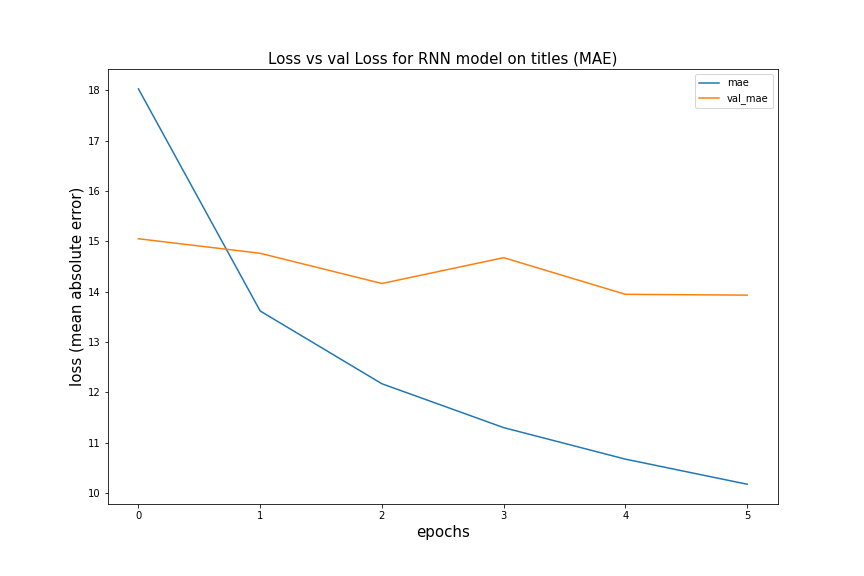 Loss vs val Loss for RNN model on titles (MAE)
mae
val_mae
18
17
16
15
14
13
12
11
10
loss (mean absolute error)
0 1 2 3 4 5
epochs